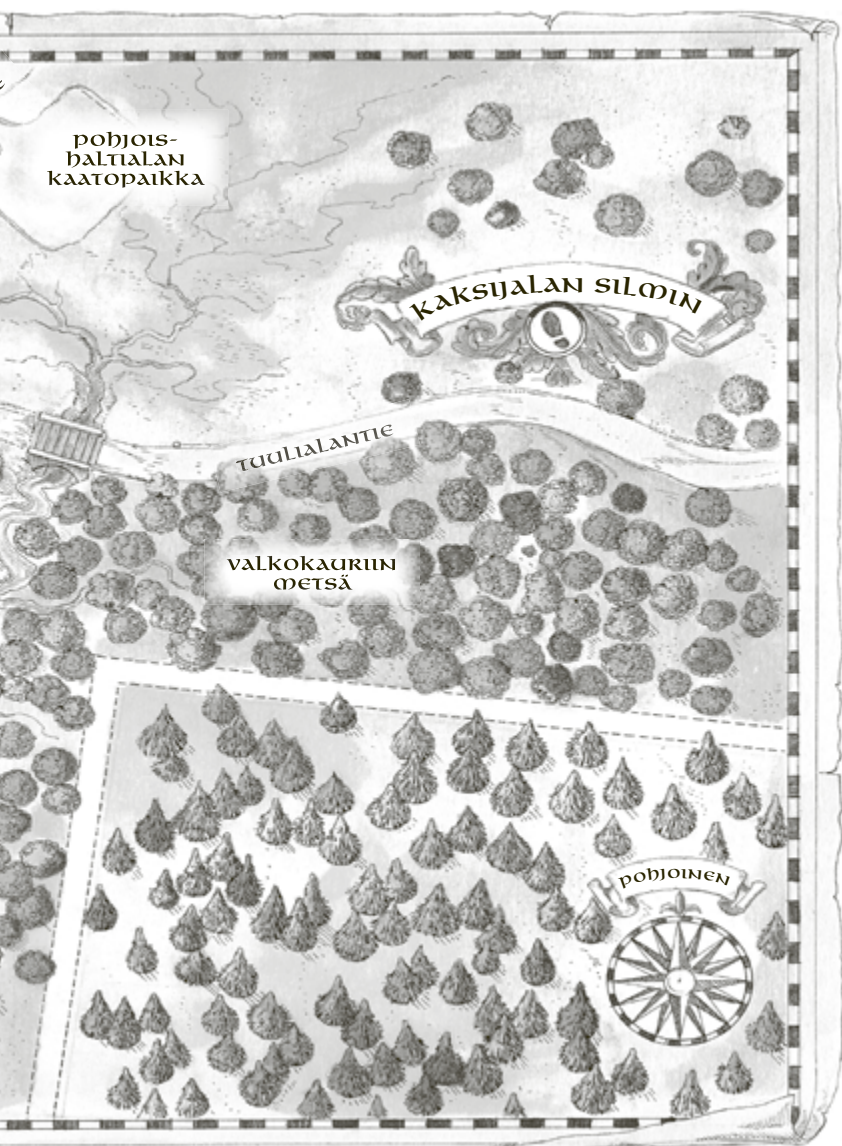 POHJOIS-
HALTIALAN
KAATOPAIKKA
KAKSIJALAN SILMIN
TUULIALANTIE
VALKOKAURIIN
METSÄ
POHJOINEN